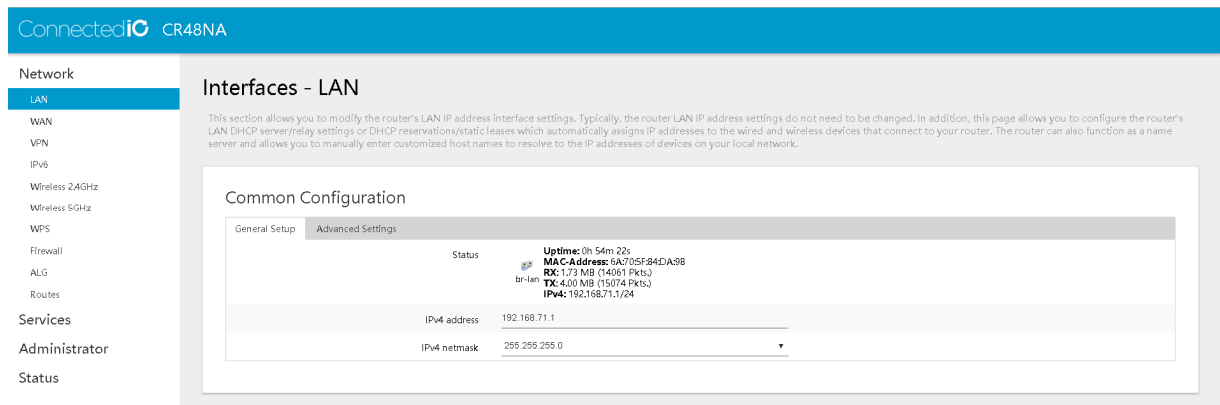 ConnectediO CR48NA
Network
LAN
WAN
VPN
IPv6
Wireless 2.4GHz
Wireless 5GHz
WPS
Firewall
ALG
Routes
Services
Administrator
Status
Interfaces - LAN
This section allows you to modify the router's LAN IP address interface settings. Typically, the router LAN IP address settings do not need to be changed. In addition, this page allows you to configure the router's
LAN DHCP server/relay settings or DHCP reservations/static leases which automatically assigns IP addresses to the wired and wireless devices that connect to your router. The router can also function as a name
server and allows you to manually enter customized host names to resolve to the IP addresses of devices on your local network.
Common Configuration
General Setup Advanced Settings
Status
br-lan
Uptime: 0h 54m 22s
MAC-Address: 6A:70:5F:84:DA:9B
RX: 1.73 MB (14061 Pkts.)
TX: 4.00 MB (15074 Pkts.)
IPv4: 192.168.71.1/24
IPv4 address 192.168.71.1
IPv4 netmask 255.255.255.0